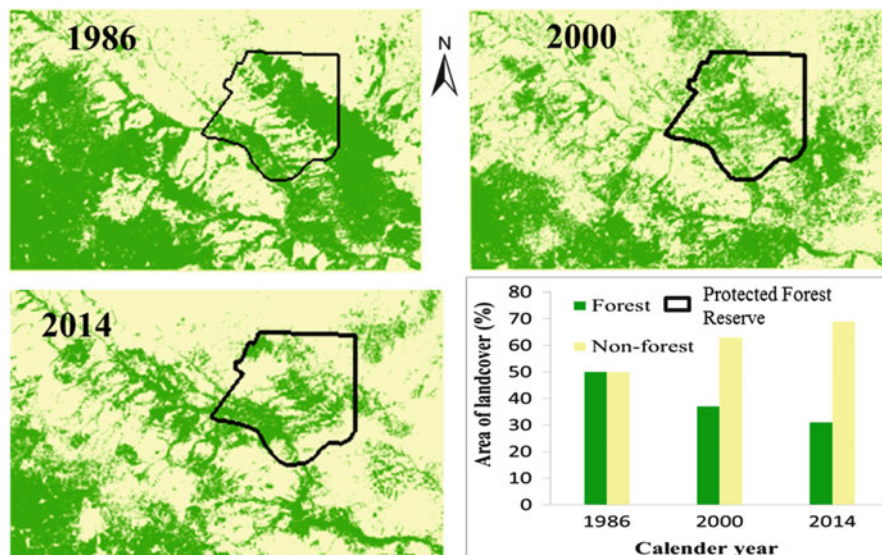 1986
N
2000
2014
80
70
60
50
40
30
20
10
0
Area of landcover (%)
Forest
Protected Forest
Reserve
Non-forest
1986 2000 2014
Calender year